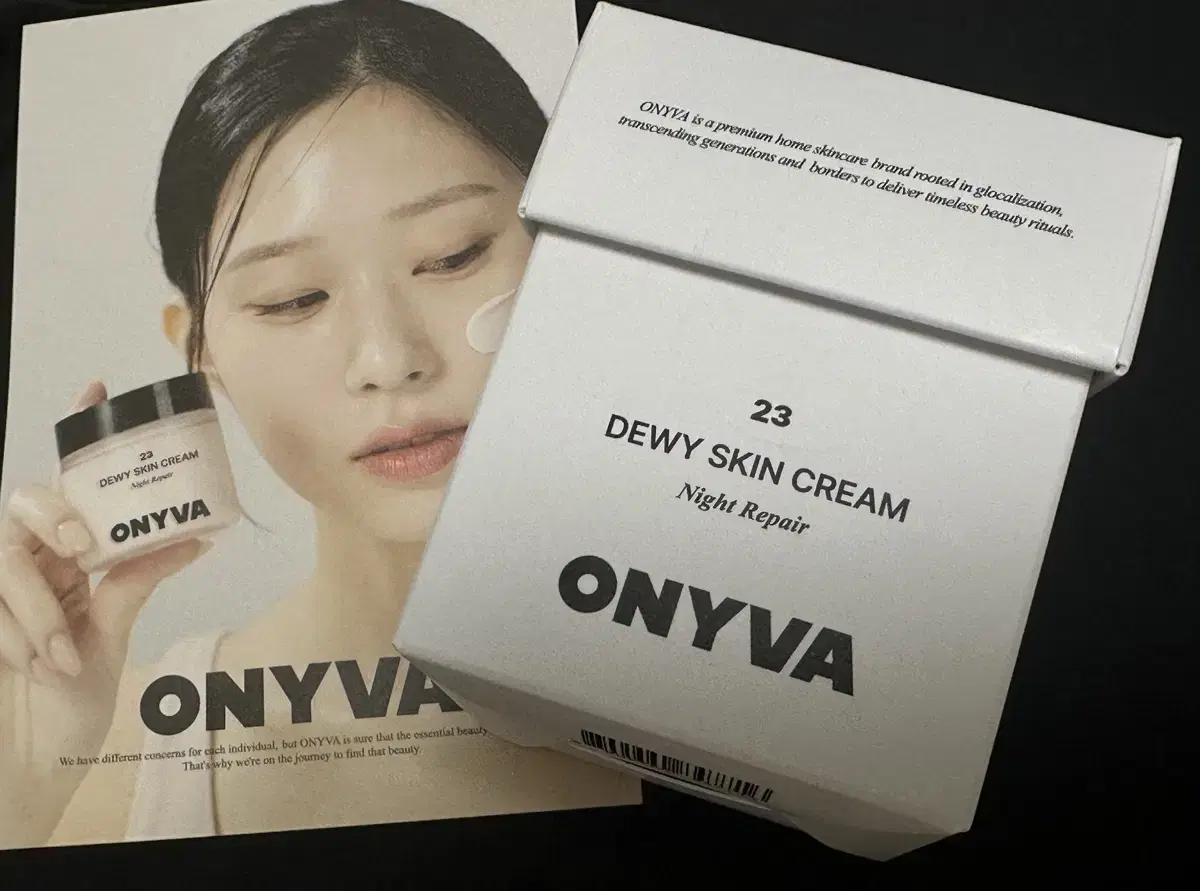 ONYVA is a premium home skincare brand rooted in glocalization,
transcending generations and borders to deliver timeless beauty rituals.
23
DEWY SKIN CREAM
Night Repair
ONYVA
23
DEWY SKIN CREAM
Night Repair
ONYVA
ONYVA
We have different concerns for each individual, but ONYVA is sure that the essential beauty
That's why we're on the journey to find that beauty.